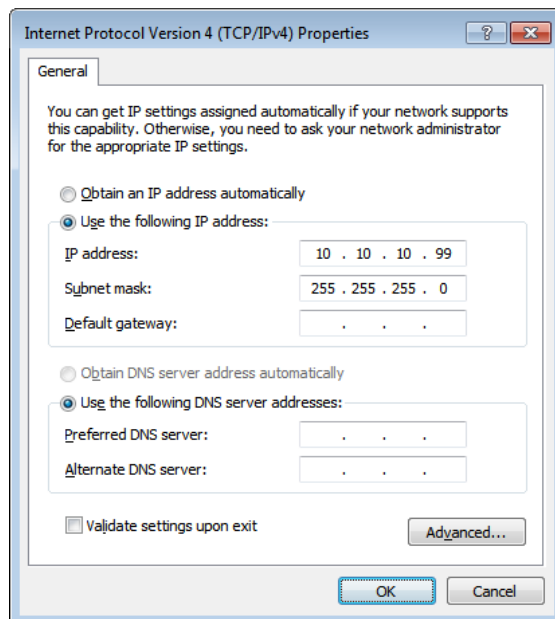 Internet Protocol Version 4 (TCP/IPv4) Properties
?
General
You can get IP settings assigned automatically if your network supports
this capability. Otherwise, you need to ask your network administrator
for the appropriate IP settings.
Obtain an IP address automatically
Use the following IP address:
IP address: 10 . 10 . 10 . 99
Subnet mask: 255 . 255 . 255 . 0
Default gateway: . . .
Obtain DNS server address automatically
Use the following DNS server addresses:
Preferred DNS server: . . .
Alternate DNS server: . . .
Validate settings upon exit
Advanced...
OK Cancel